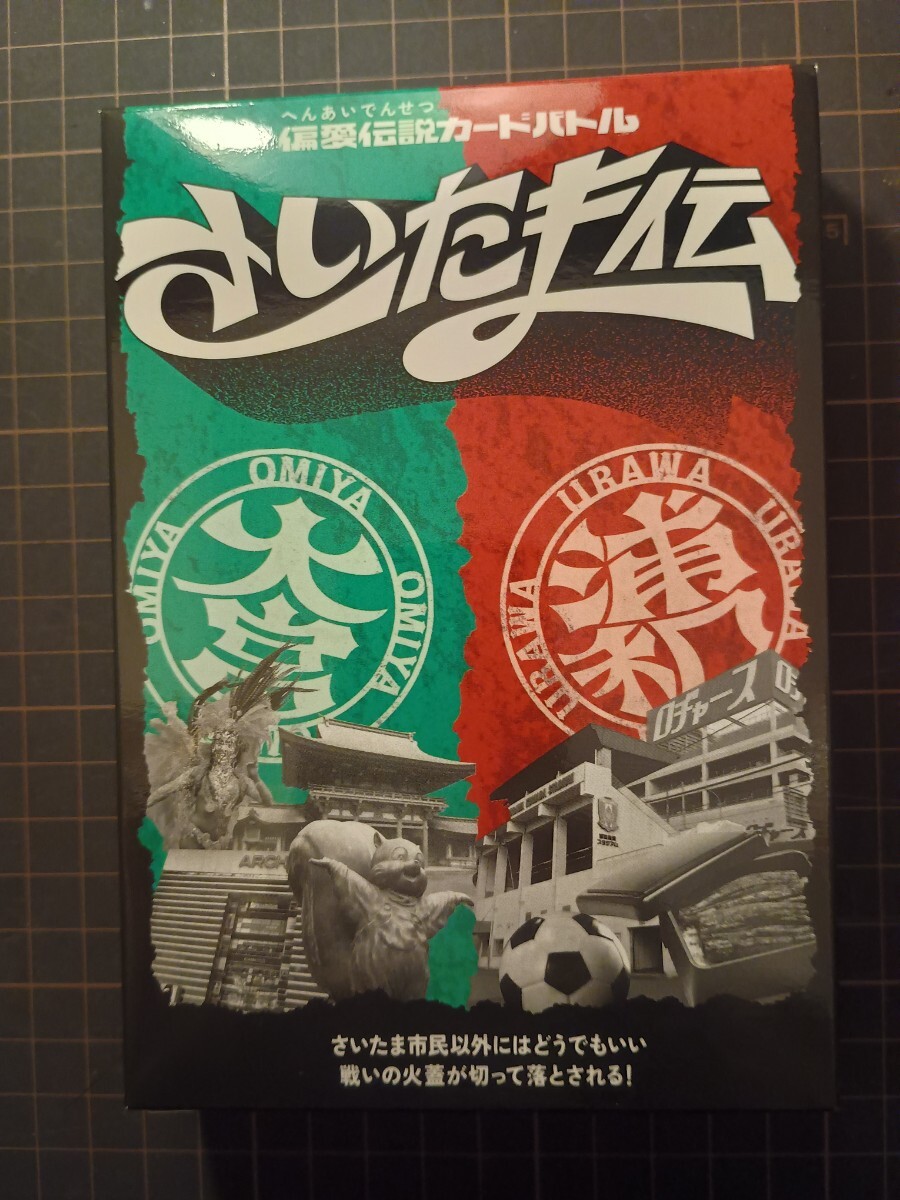 へんあいでんせつ
偏愛伝説カードバトル
さいたま伝
5
OMIYA
OMIYA
OMIYA
大宮
URAWA
URAWA
URAWA
浦和
ロヂャース
さいたま市民以外にはどうでもいい
戦いの火蓋が切って落とされる!